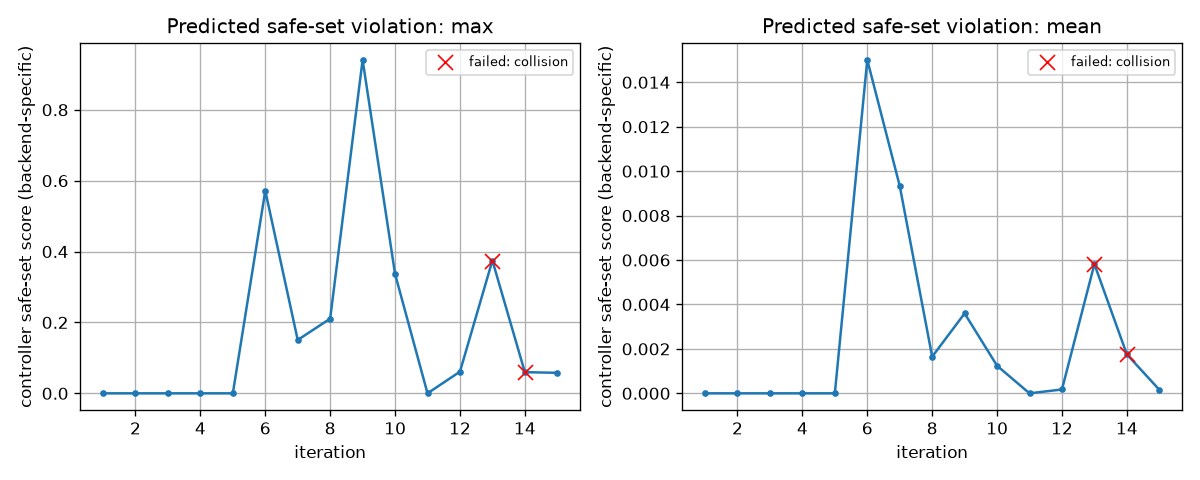 Predicted safe-set violation: max
controller safe-set score (backend-specific)
failed: collision
0.8
0.6
0.4
0.2
0.0
2 4 6 8 10 12 14
iteration
Predicted safe-set violation: mean
controller safe-set score (backend-specific)
failed: collision
0.014
0.012
0.010
0.008
0.006
0.004
0.002
0.000
2 4 6 8 10 12 14
iteration